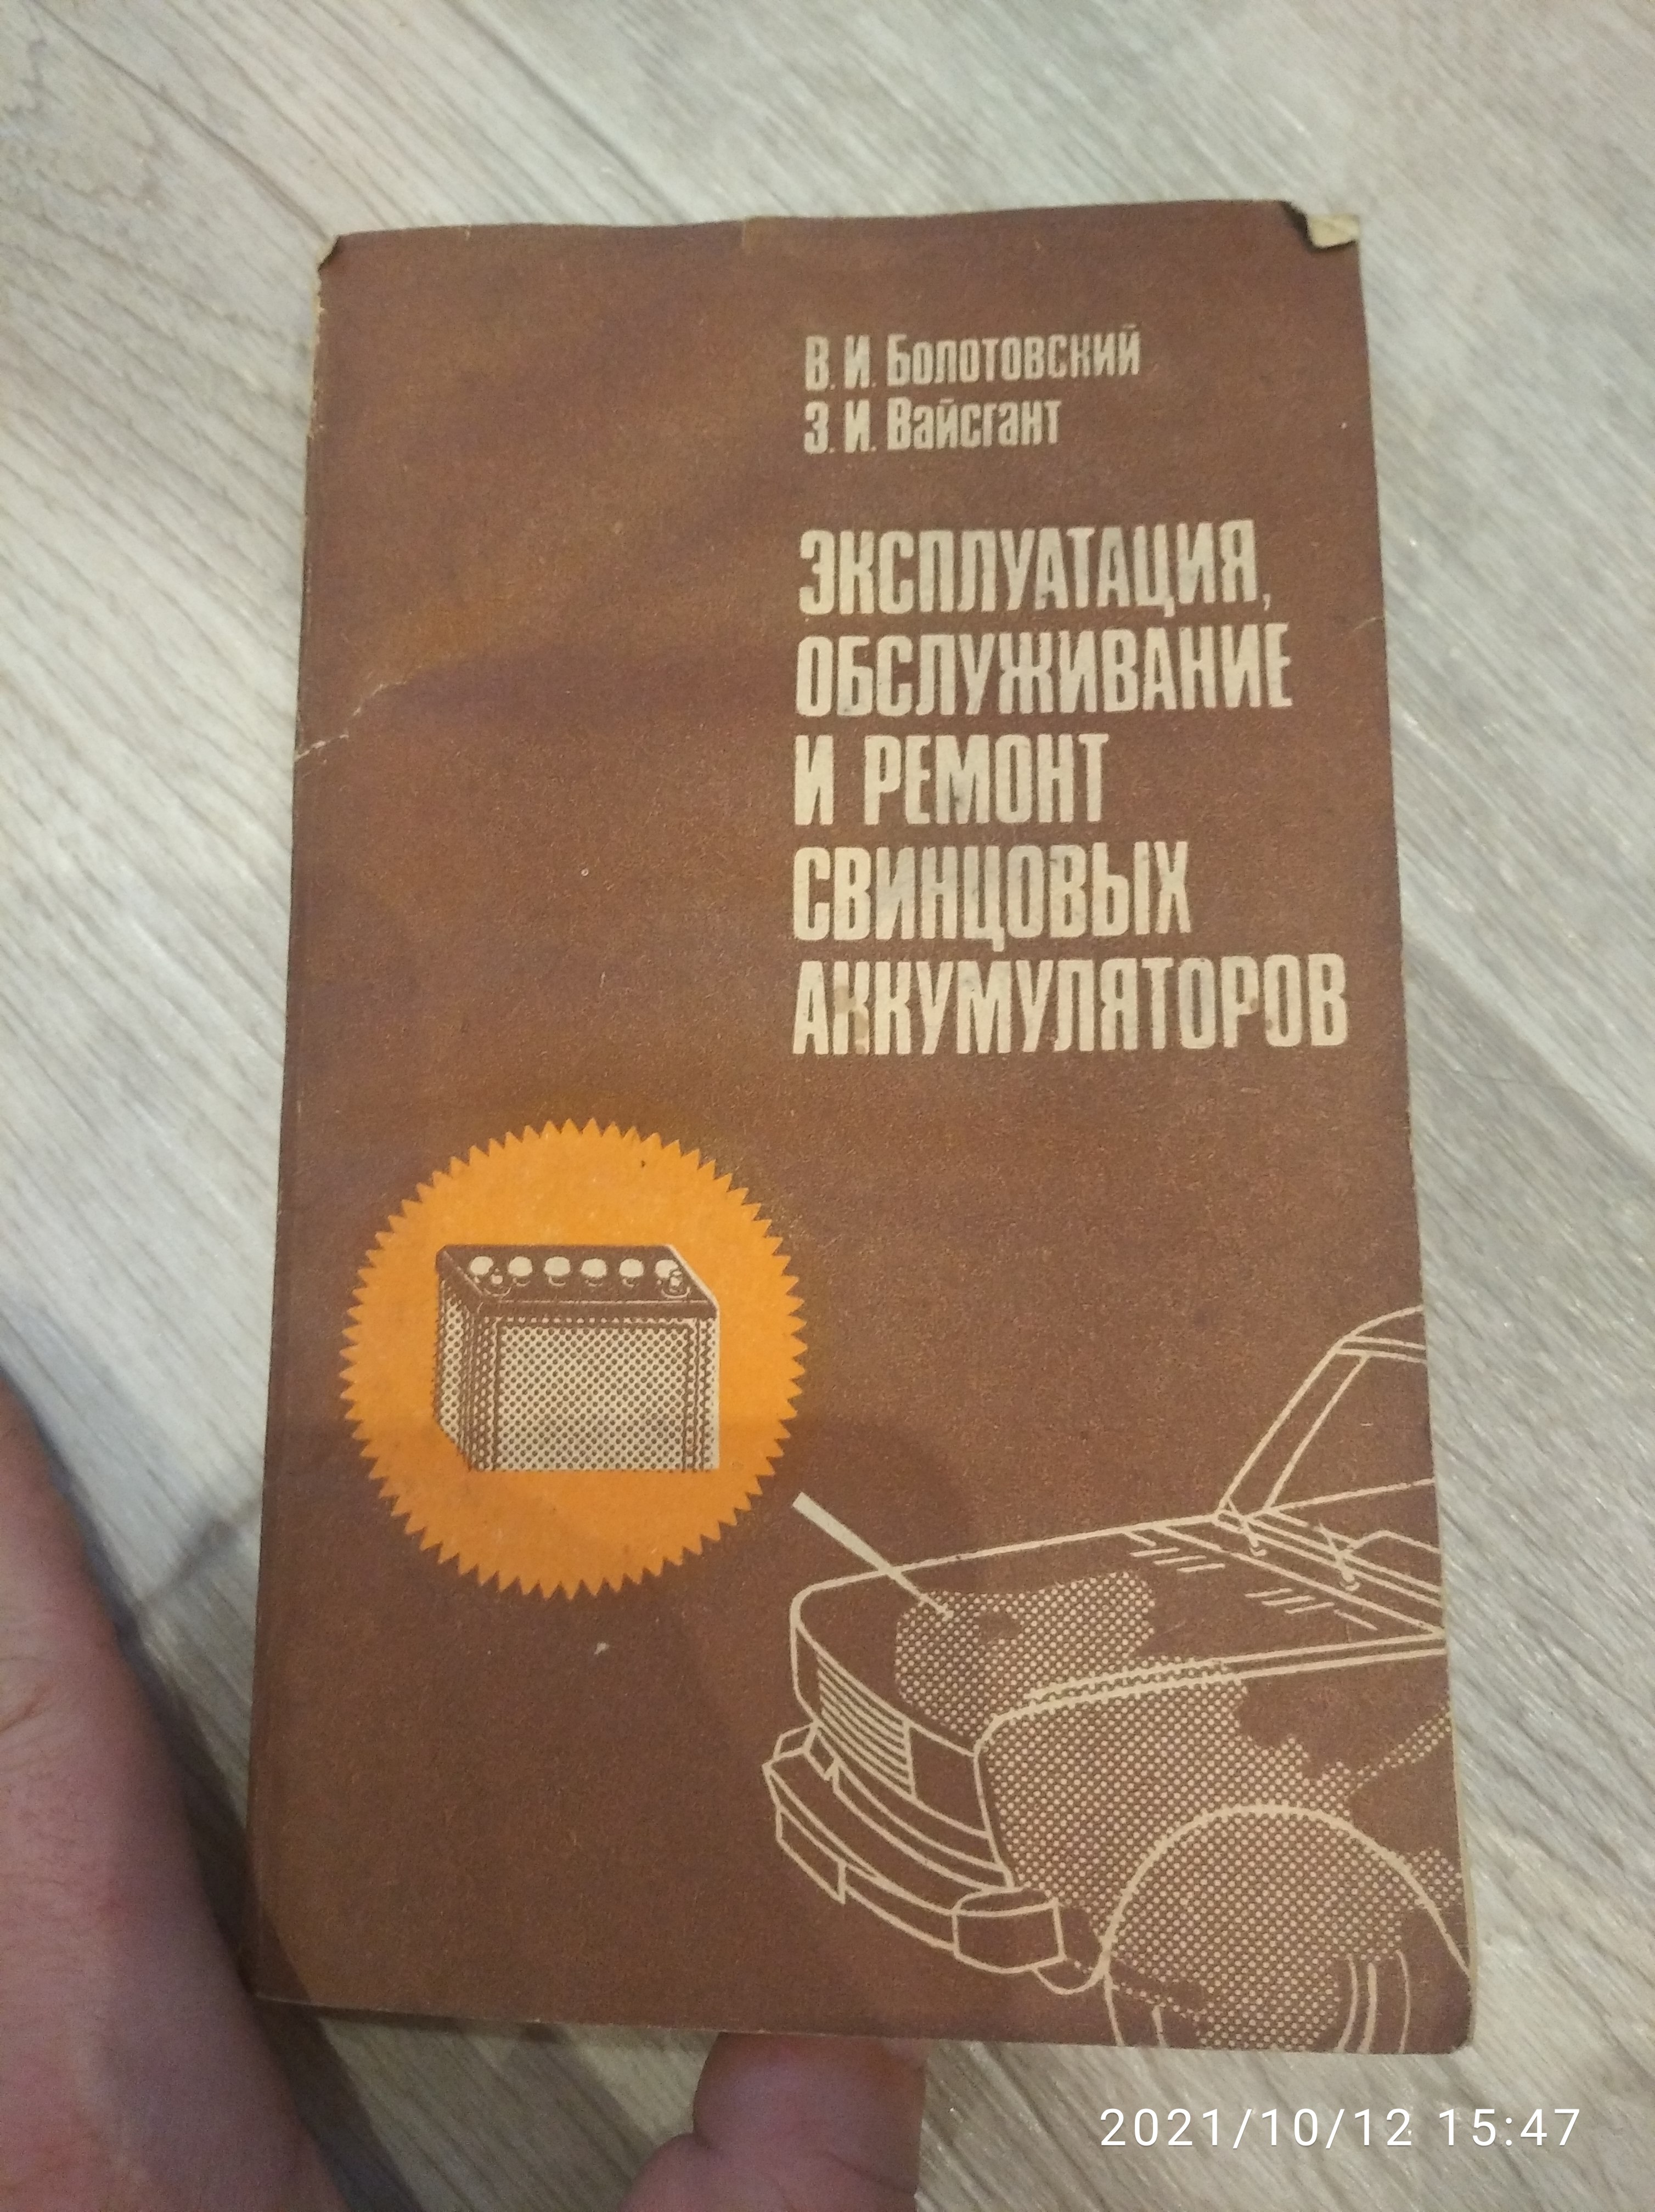 В. И. Болотовский
З. И. Вайсгант
ЭКСПЛУАТАЦИЯ,
ОБСЛУЖИВАНИЕ
И РЕМОНТ
СВИНЦОВЫХ
АККУМУЛЯТОРОВ
2021/10/12 15:47